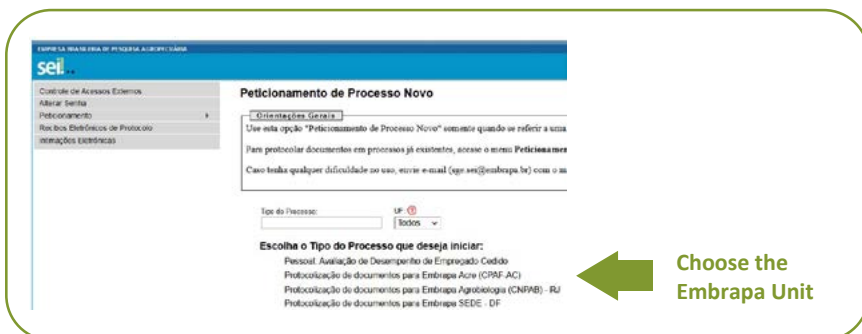 EMPRESA BRASILEIRA DE PESQUISA AGROPECUÁRIA
sei!
Controle de Acessos Externos
Alterar Senha
Peticionamento
Recibos Eletrônicos de Protocolo
Intimações Eletrônicas
Peticionamento de Processo Novo
Orientações Gerais
Use esta opção "Peticionamento de Processo Novo" somente quando se referir a uma
Para protocolar documentos em processos já existentes, acesse o menu Peticionamen
Caso tenha qualquer dificuldade no uso, envie e-mail (sge.sei@embrapa.br) com o m
Tipo do Processo:
UF:
Todos
Escolha o Tipo do Processo que deseja iniciar:
Pessoal: Avaliação de Desempenho de Empregado Cedido
Protocolização de documentos para Embrapa Acre (CPAF-AC)
Protocolização de documentos para Embrapa Agrobiologia (CNPAB) - RJ
Protocolização de documentos para Embrapa SEDE - DF
Choose the
Embrapa Unit